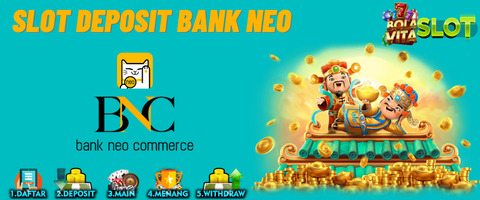 SLOT DEPOSIT BANK NEO
BOLA
VITA
SLOT
neo
BNC
bank neo commerce
1.DAFTAR
2.DEPOSIT
3.MAIN
4.MENANG
5.WITHDRAW